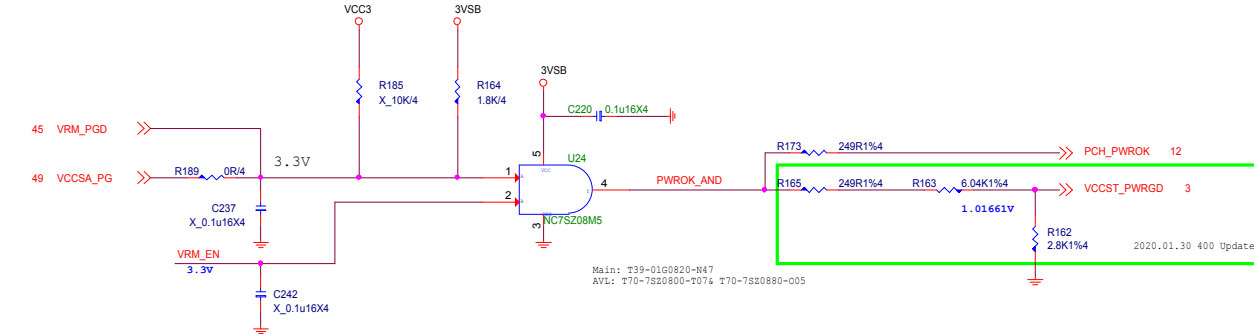 VCC3
3VSB
R185
X_10K/4
R164
1.8K/4
3VSB
C220 0.1u16X4
45 VRM_PGD
49 VCCSA_PG
R189 0R/4
3.3V
C237
X_0.1u16X4
VRM_EN
3.3V
C242
X_0.1u16X4
1
2
5
VCC
U24
4
3
NC7SZ08M5
PWROK_AND
R173 249R1%4
PCH_PWROK 12
R165 249R1%4
R163 6.04K1%4
VCCST_PWRGD 3
1.01661V
R162
2.8K1%4
2020.01.30 400 Update
Main: T39-01G0820-N47
AVL: T70-7SZ0800-T07& T70-7SZ0880-O05